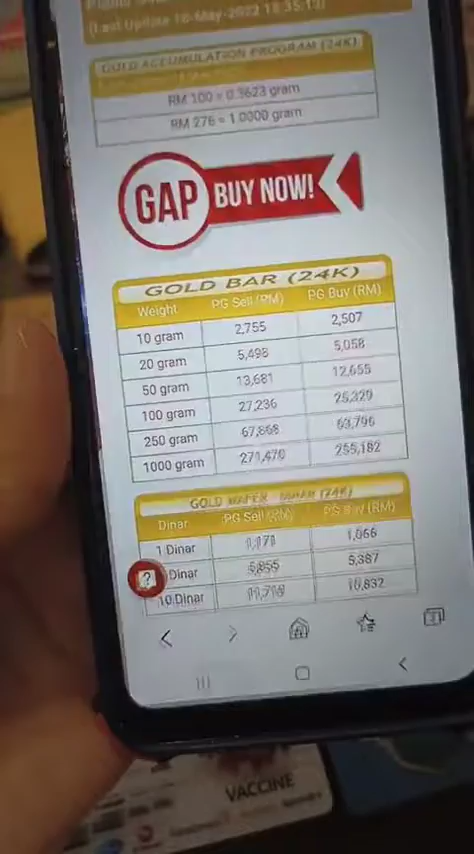 (Last Update 18-May-2022 18:35:13)
GOLD ACCUMULATION PROGRAM (24K)
RM 100 = 0.3623 gram
RM 276 = 1.0000 gram
GAP BUY NOW!
GOLD BAR (24K)
Weight PG Sell (RM) PG Buy (RM)
10 gram 2,755 2,507
20 gram 5,498 5,058
50 gram 13,681 12,655
100 gram 27,236 25,329
250 gram 67,868 63,796
1000 gram 271,470 255,182
GOLD WAFER - DINAR (24K)
Dinar PG Sell (RM) PG Buy (RM)
1 Dinar 1,066
?
Dinar 5,855 5,387
10 Dinar 10,832
VACCINE